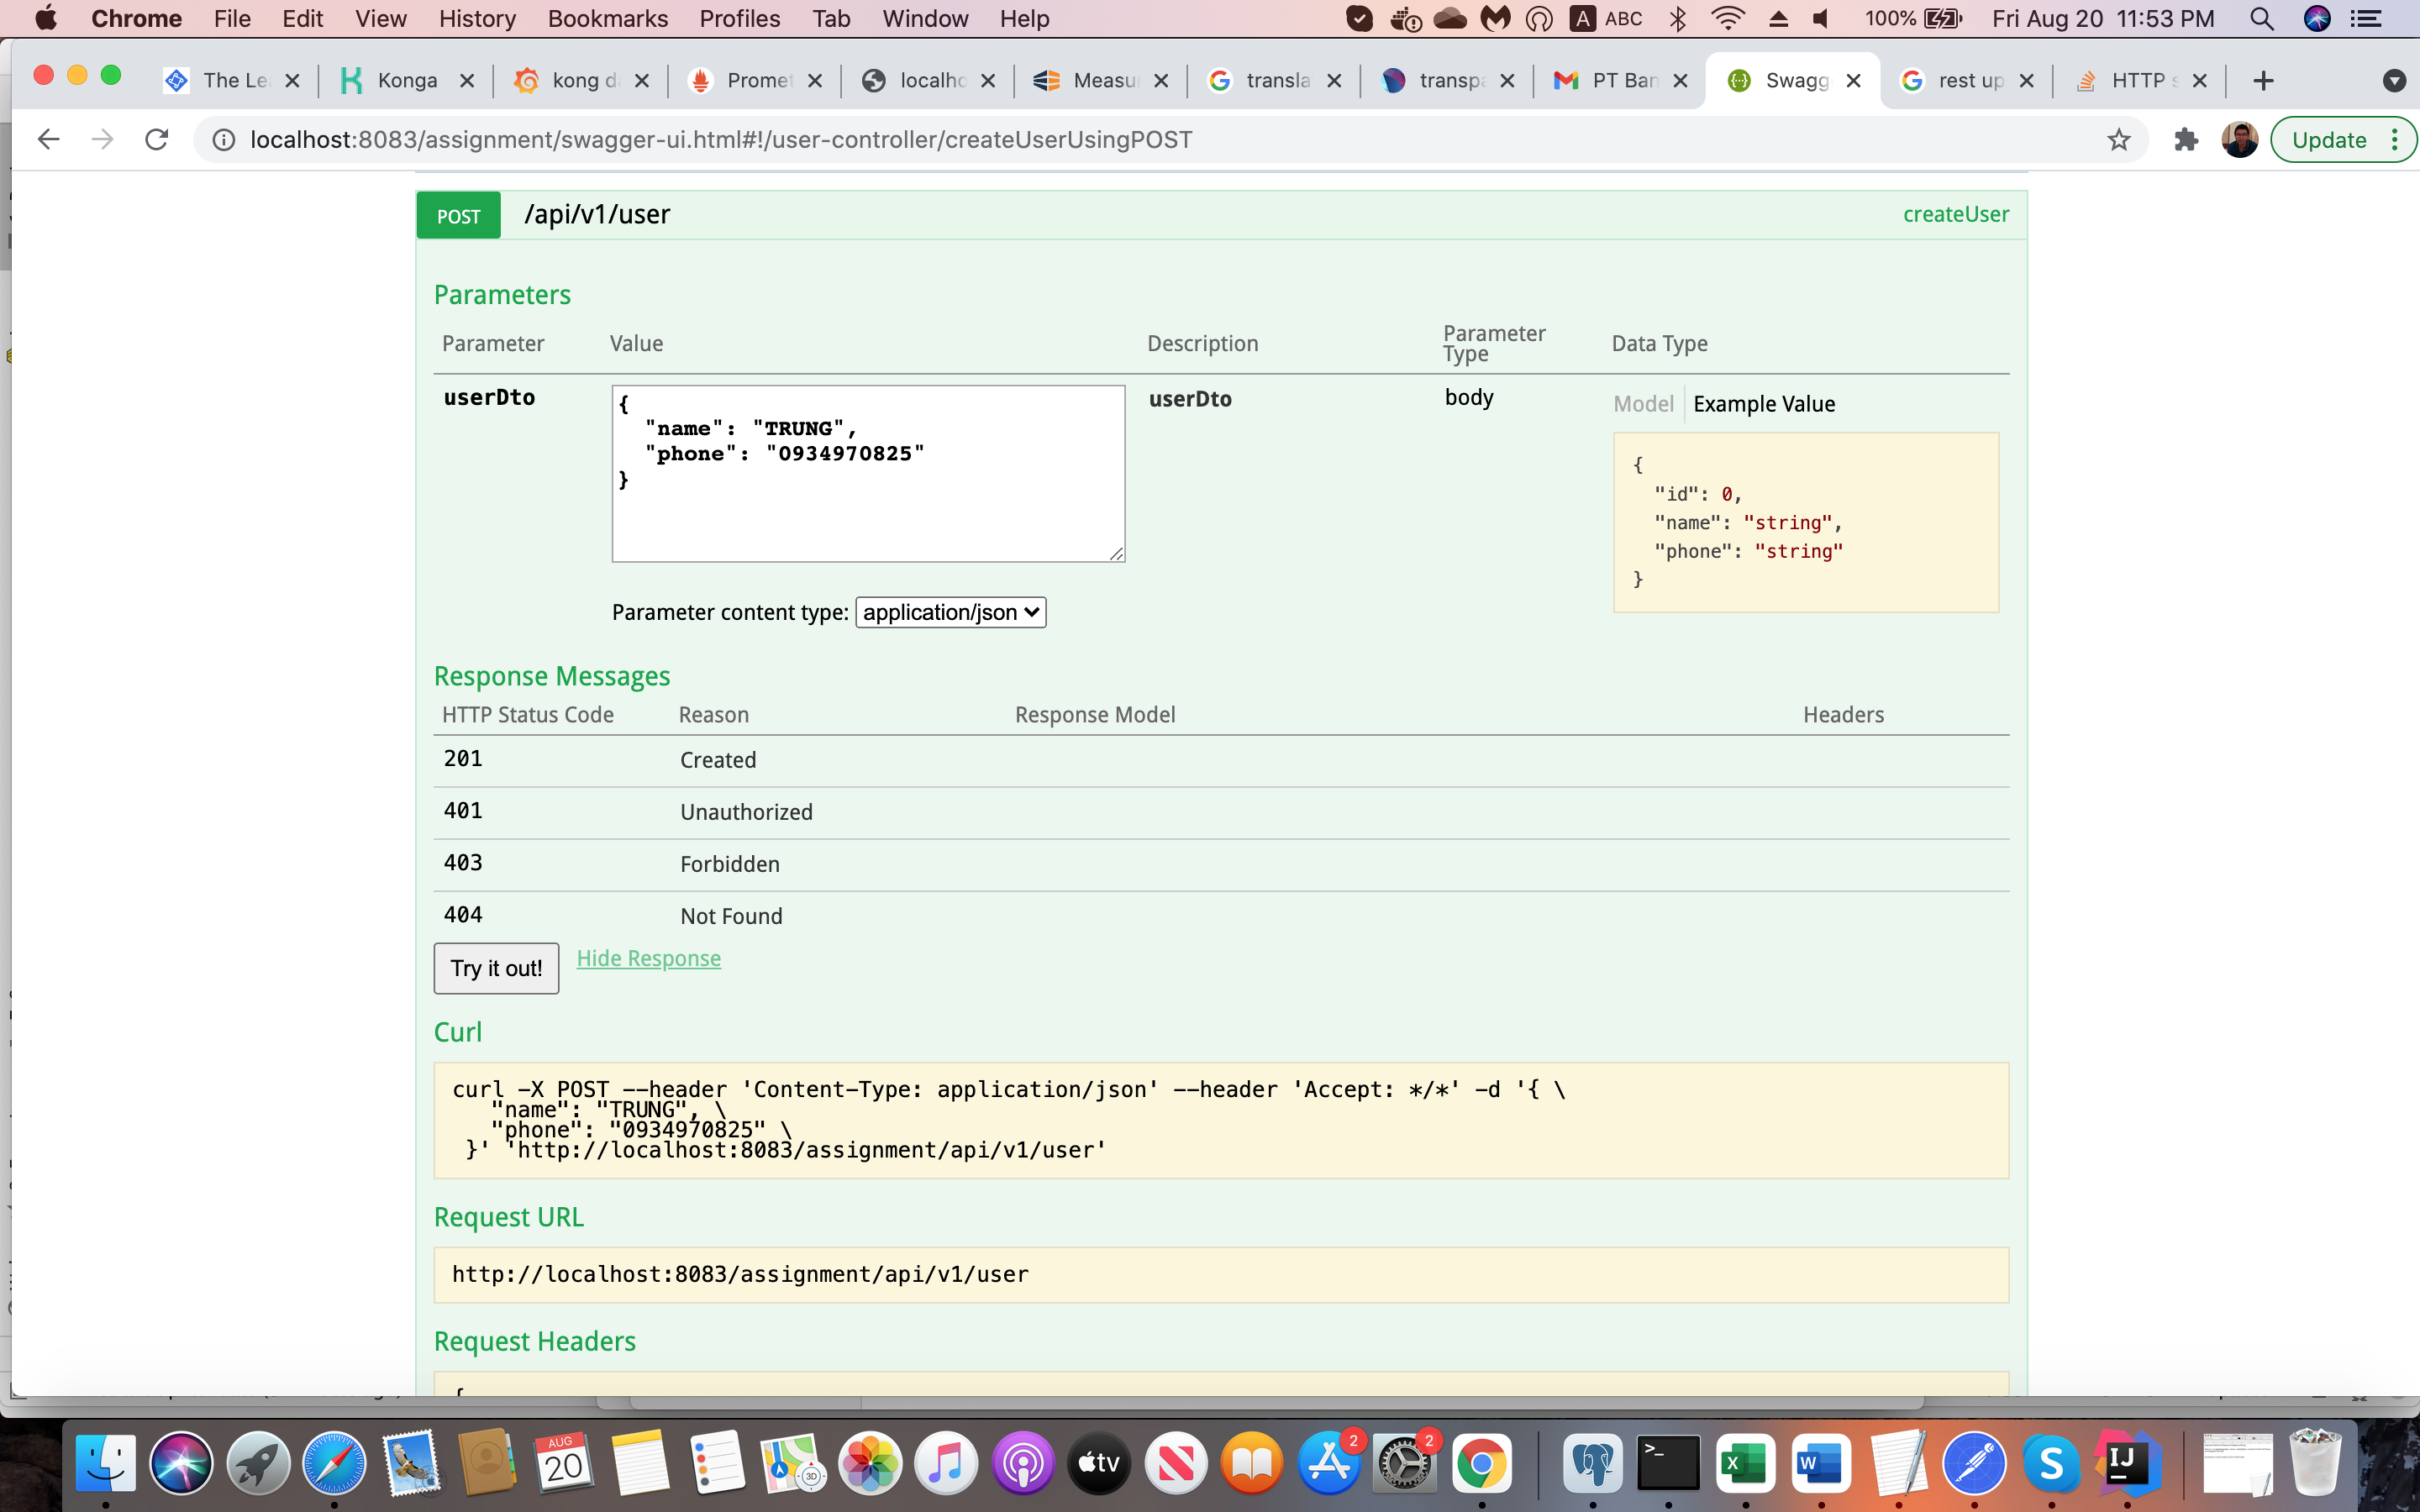 Chrome File Edit View History Bookmarks Profiles Tab Window Help A ABC 100% Fri Aug 20 11:53 PM
The Le Konga kong d Promet localho Measu transla transpa PT Ban Swagg rest up HTTP s
localhost:8083/assignment/swagger-ui.html#!/user-controller/createUserUsingPOST Update
POST /api/v1/user createUser
Parameters
Parameter Value Description Parameter Type Data Type
userDto
{
"name": "TRUNG",
"phone": "0934970825"
}
userDto body Model Example Value
{
"id": 0,
"name": "string",
"phone": "string"
}
Parameter content type: application/json
Response Messages
HTTP Status Code Reason Response Model Headers
201 Created
401 Unauthorized
403 Forbidden
404 Not Found
Try it out! Hide Response
Curl
curl -X POST --header 'Content-Type: application/json' --header 'Accept: */*' -d '{ \
"name": "TRUNG", \
"phone": "0934970825" \
}' 'http://localhost:8083/assignment/api/v1/user'
Request URL
http://localhost:8083/assignment/api/v1/user
Request Headers
{
AUG 20 3D tv 2 2 >_ X W S IJ